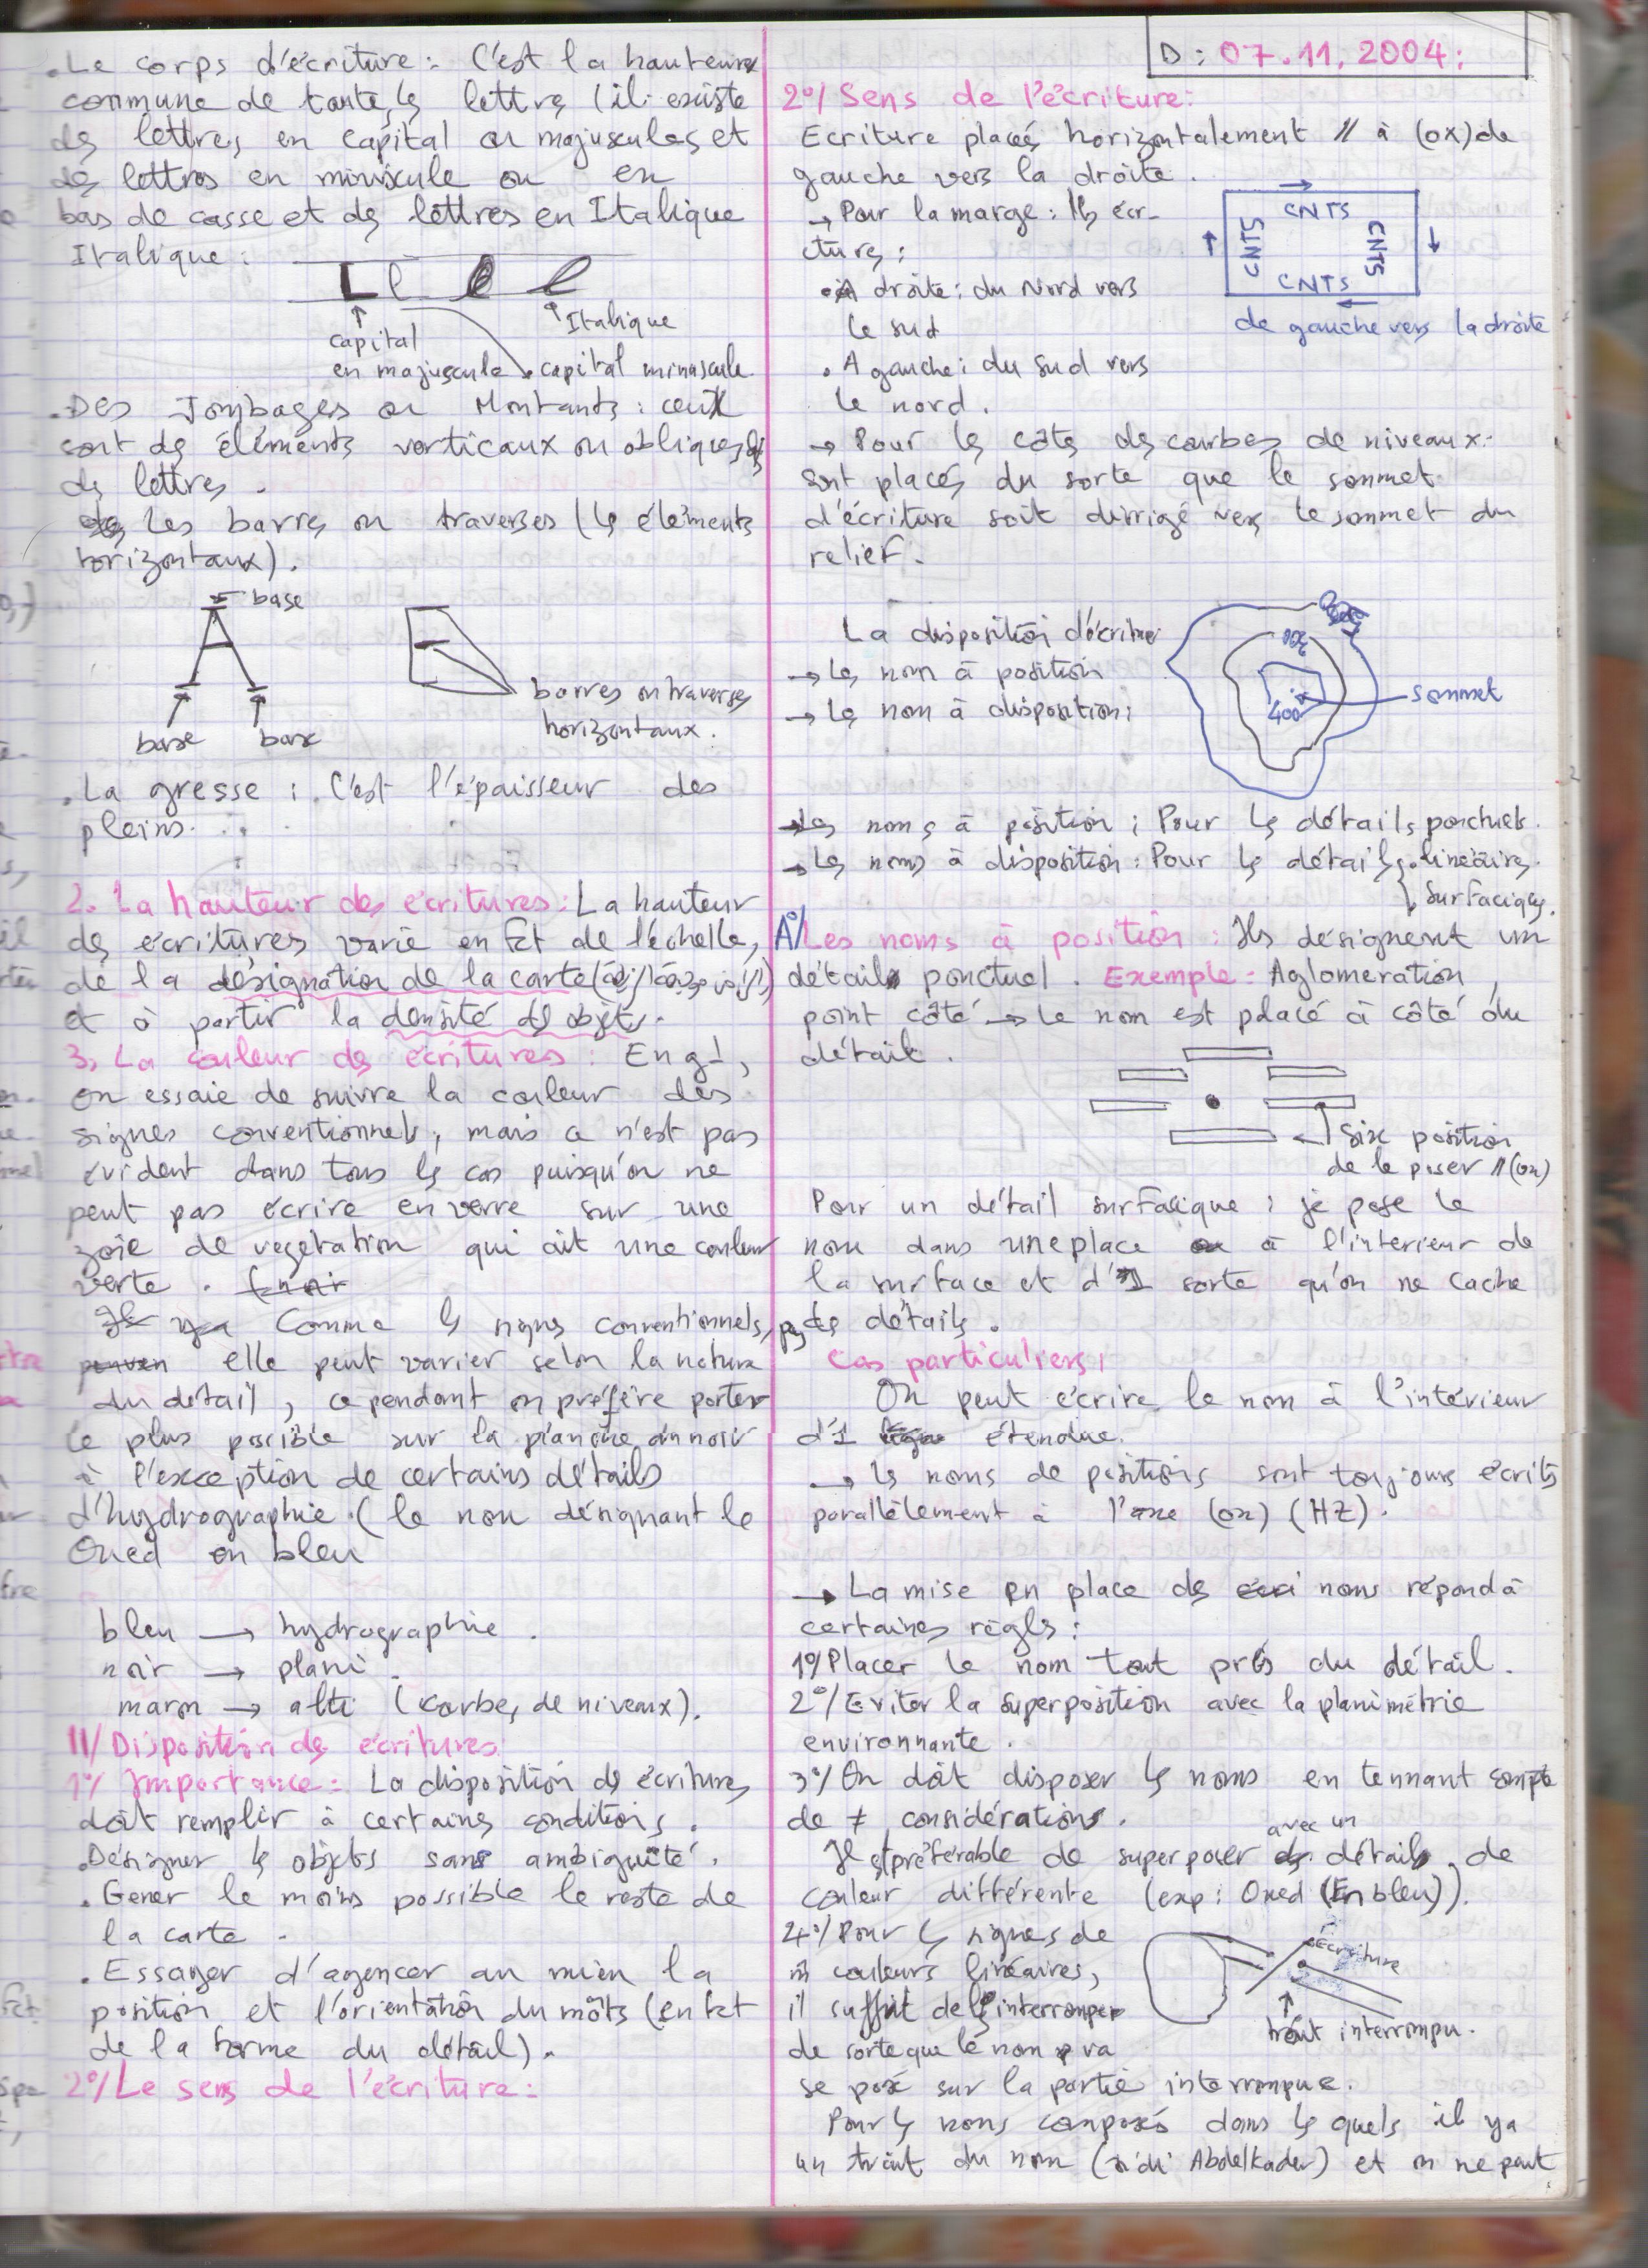 .Le corps d'écriture : C'est la hauteur
commune de toute les lettres (il existe
des lettres en capital ou majuscules et
des lettres en miniscule ou en
bas de casse et des lettres en Italique
Italique :
L l l l
capital
en majuscule
Italique
capital minuscule.
.Des Jombages ou Montants : ceux
sont des éléments verticaux ou obliques
des lettres.
Les barres ou traverses (les éléments
horizontaux).
base
A
E
base
base
barres ou traverses
horizontaux.
.La gresse : C'est l'épaisseur des
pleins.
2. La hauteur des écritures : La hauteur
des écritures varie en fct de l'échelle,
de la désignation de la carte
et à partir la densité des objets.
3, La couleur des écritures : En gl,
on essaie de suivre la couleur des
signes conventionnels, mais ce n'est pas
évident dans tous les cas puisqu'on ne
peut pas écrire en verre sur une
zone de vegetation qui ait une couleur
verte.
Comme les signes conventionnels,
elle peut varier selon la nature
du détail, cependant on préfère porter
le plus possible sur la planche en noir
à l'exception de certains détails
d'hydrographie (le nom désignant le
Oued en bleu
bleu → hydrographie.
noir → plani.
maron → alti (corbes de niveaux).
II/ Disposition des écritures
1°/ Importance : La disposition des écritures
doit remplir à certaines conditions.
.Désigner les objets sans ambiguïté.
.Gener le moins possible le reste de
la carte.
.Essayer d'agencer au mien la
position et l'orientation du mots (en fct
de la forme du détail).
2°/ Le sens de l'écriture :
D : 07.11.2004 :
2°/ Sens de l'écriture :
Ecriture placée horizontalement // à (ox) de
gauche vers la droite.
→ Pour la marge : les écr-
tures :
.A droite : du Nord vers
le sud
. A gauche : du sud vers
le nord.
CNTS
CNTS
CNTS
CNTS
de gauche vers la droite
→ Pour les côtes des courbes de niveaux :
sont placés du sorte que le sommet
d'écriture soit dirrigé vers le sommet du
relief.
La disposition d'écriture
→ Les nom à position
→ Les nom à disposition :
300
400
sommet
→ Les noms à position : Pour les détails ponctuels.
→ Les noms à disposition : Pour les détails linéaires.
surfaciques.
A°/ Les noms à position : Ils désignent un
détail ponctuel. Exemple : Aglomeration,
point côté → Le nom est placé à côté du
détail.
Six position
de le poser // (ox)
Pour un détail surfacique : je pose le
nom dans une place à l'interieur de
la surface et d'1 sorte qu'on ne cache
pas les détails.
Cas particuliers :
On peut écrire le nom à l'intérieur
d'1 étendue.
→ les noms de positions sont toujours écrits
parallèlement à l'axe (ox) (HZ).
→ La mise en place des noms répond à
certaines règles :
1°/ Placer le nom tout près du détail.
2°/ Eviter la superposition avec la planimétrie
environnante.
3°/ On doit disposer les noms en tennant compte
de ≠ considérations.
Il est préférable de superposer avec un détail de
couleur différente (exp : Oued (En bleu)).
4°/ Pour les signes de
m̂ couleurs linéaires,
il suffit de l'interrompe
de sorte que le nom va
se posé sur la partie interrompue.
écriture
trait interrompu.
Pour les noms composés dans les quels il ya
un trait du nom (sidi Abdelkader) et on ne peut